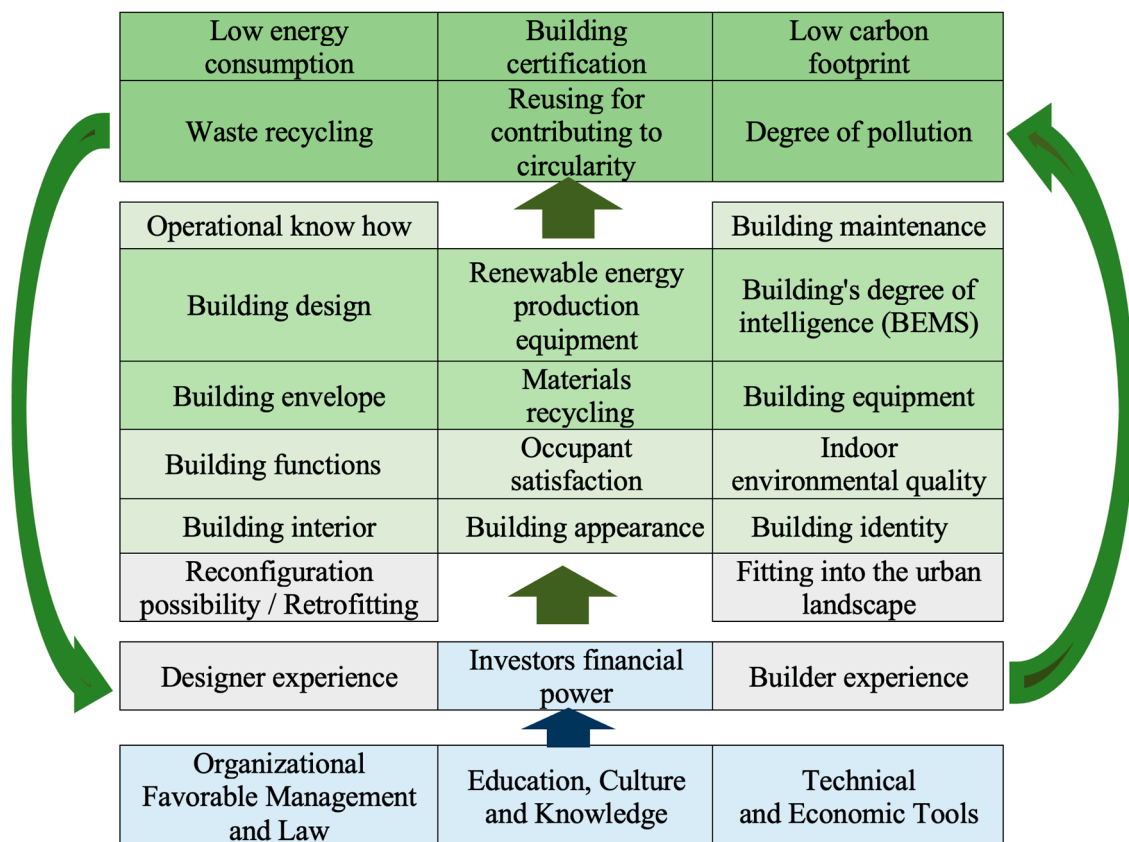 Low energy
consumption
Building
certification
Low carbon
footprint
Waste recycling
Reusing for
contributing to
circularity
Degree of pollution
Operational know how
Building maintenance
Building design
Renewable energy
production
equipment
Building's degree of
intelligence (BEMS)
Building envelope
Materials
recycling
Building equipment
Building functions
Occupant
satisfaction
Indoor
environmental quality
Building interior
Building appearance
Building identity
Reconfiguration
possibility / Retrofitting
Fitting into the urban
landscape
Designer experience
Investors financial
power
Builder experience
Organizational
Favorable Management
and Law
Education, Culture
and Knowledge
Technical
and Economic Tools